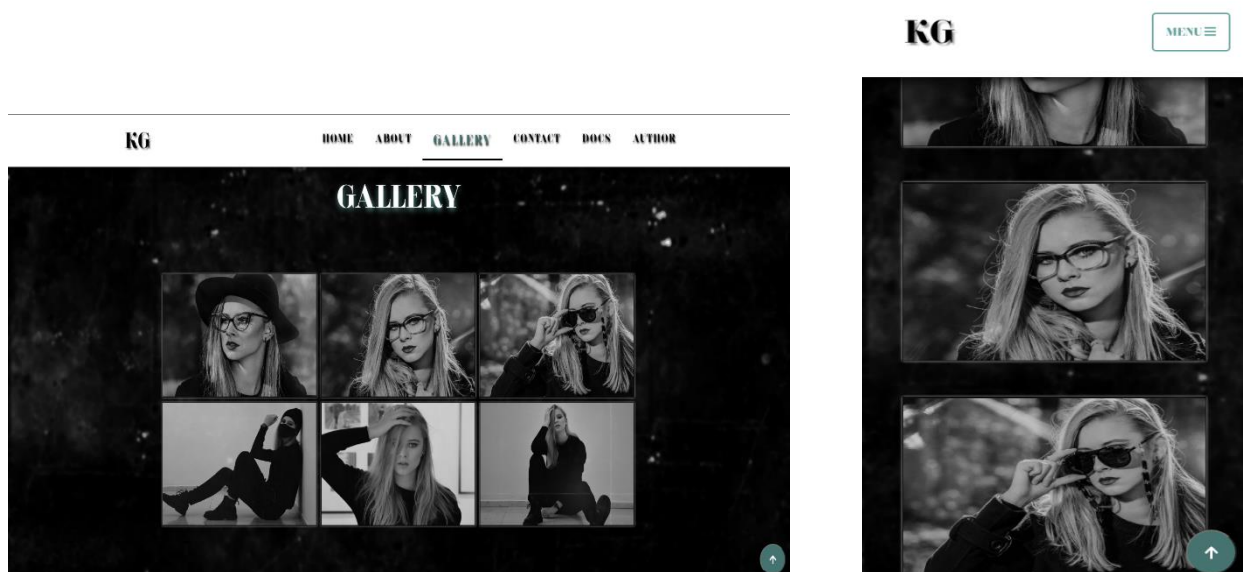 KG
HOME ABOUT GALLERY CONTACT DOCS AUTHOR
GALLERY
KG
MENU